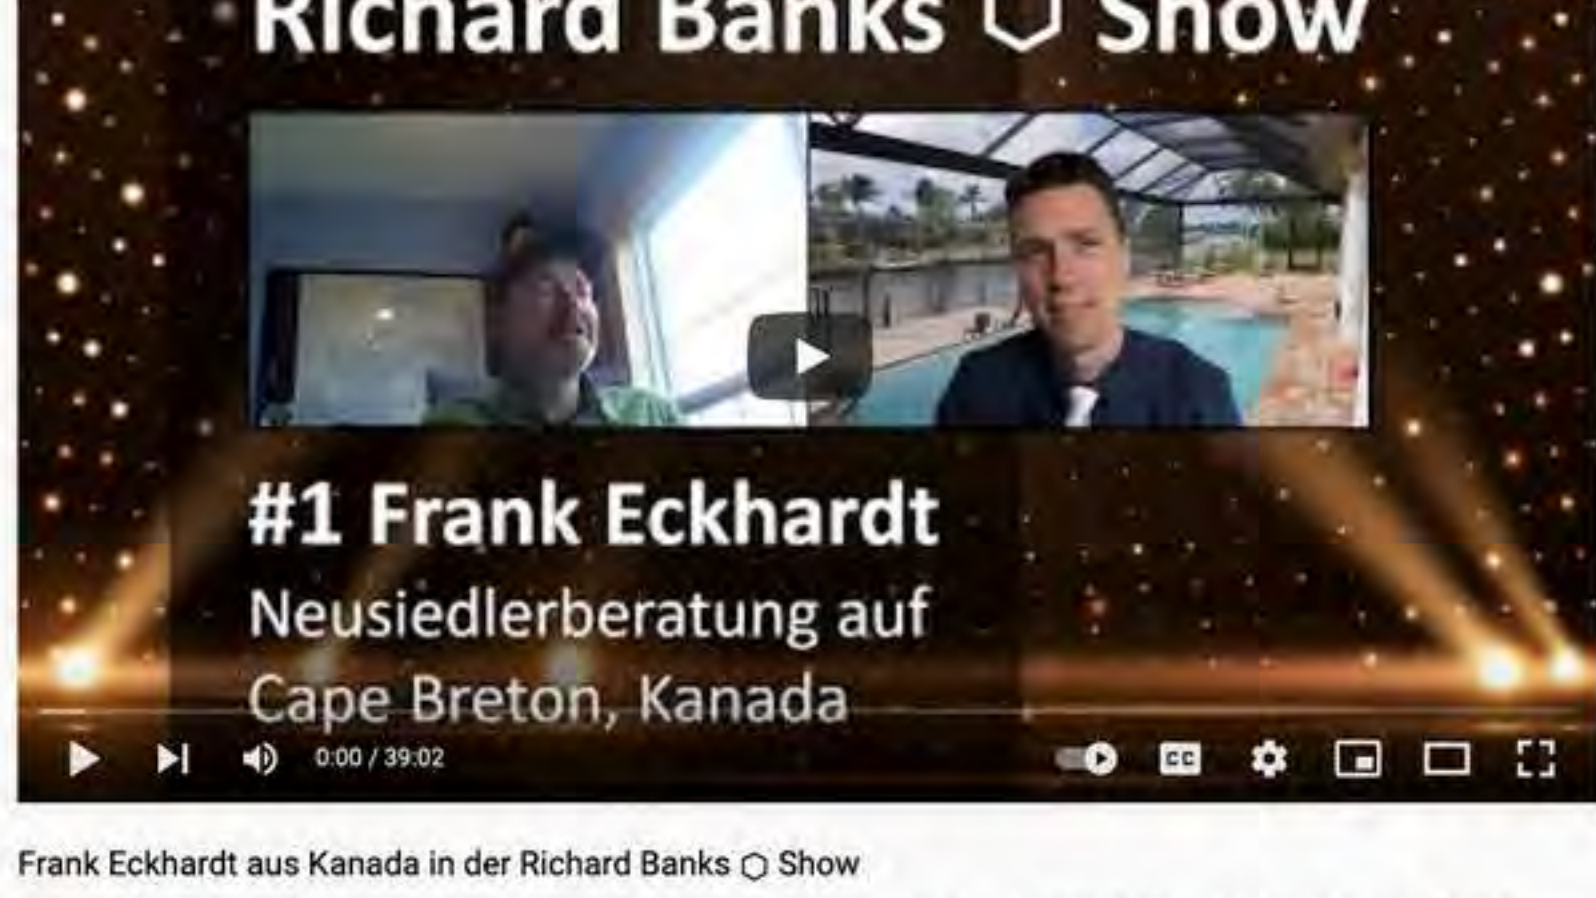 Richard Banks ⬡ Show
#1 Frank Eckhardt
Neusiedlerberatung auf
Cape Breton, Kanada
0:00 / 39:02
CC
Frank Eckhardt aus Kanada in der Richard Banks ⬡ Show